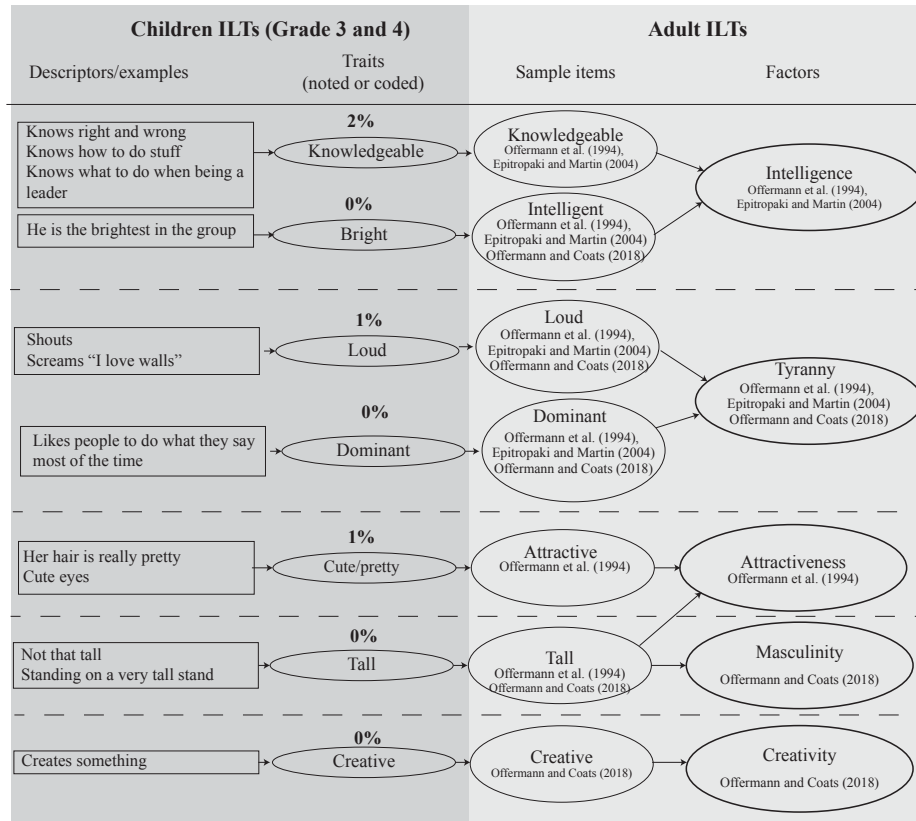 Children ILTs (Grade 3 and 4)
Adult ILTs
Descriptors/examples
Traits
(noted or coded)
Sample items
Factors
Knows right and wrong
Knows how to do stuff
Knows what to do when being a
leader
2%
Knowledgeable
Knowledgeable
Offermann et al. (1994),
Epitropaki and Martin (2004)
Intelligence
Offermann et al. (1994),
Epitropaki and Martin (2004)
He is the brightest in the group
0%
Bright
Intelligent
Offermann et al. (1994),
Epitropaki and Martin (2004)
Offermann and Coats (2018)
Shouts
Screams “I love walls”
1%
Loud
Loud
Offermann et al. (1994),
Epitropaki and Martin (2004)
Offermann and Coats (2018)
Tyranny
Offermann et al. (1994),
Epitropaki and Martin (2004)
Offermann and Coats (2018)
Likes people to do what they say
most of the time
0%
Dominant
Dominant
Offermann et al. (1994),
Epitropaki and Martin (2004)
Offermann and Coats (2018)
Her hair is really pretty
Cute eyes
1%
Cute/pretty
Attractive
Offermann et al. (1994)
Attractiveness
Offermann et al. (1994)
Not that tall
Standing on a very tall stand
0%
Tall
Tall
Offermann et al. (1994)
Offermann and Coats (2018)
Masculinity
Offermann and Coats (2018)
Creates something
0%
Creative
Creative
Offermann and Coats (2018)
Creativity
Offermann and Coats (2018)